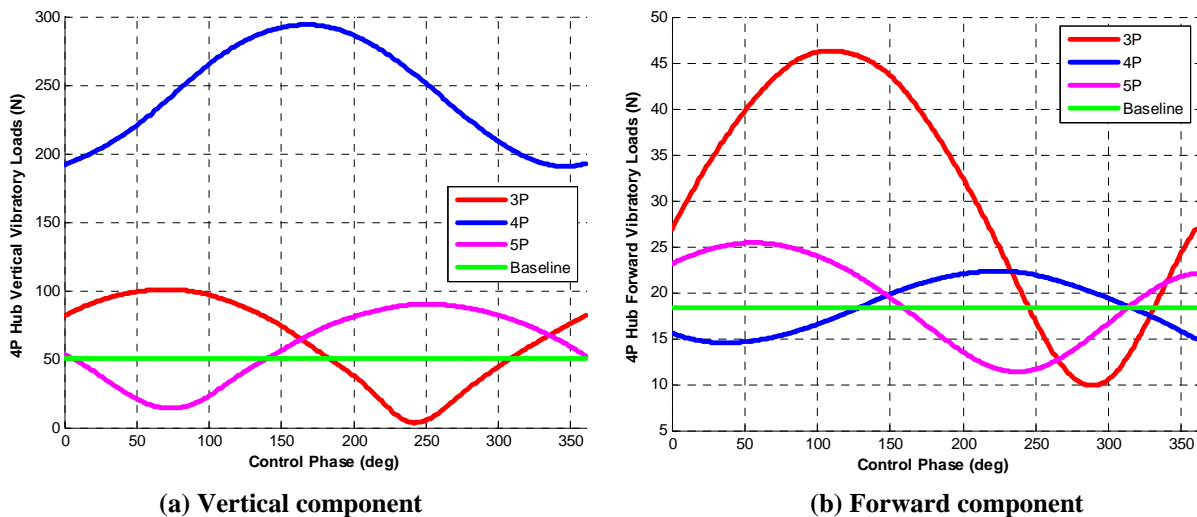 300
250
200
150
100
50
0
4P Hub Vertical Vibratory Loads (N)
3P
4P
5P
Baseline
0 50 100 150 200 250 300 350
Control Phase (deg)
(a) Vertical component
50
45
40
35
30
25
20
15
10
5
4P Hub Forward Vibratory Loads (N)
3P
4P
5P
Baseline
0 50 100 150 200 250 300 350
Control Phase (deg)
(b) Forward component